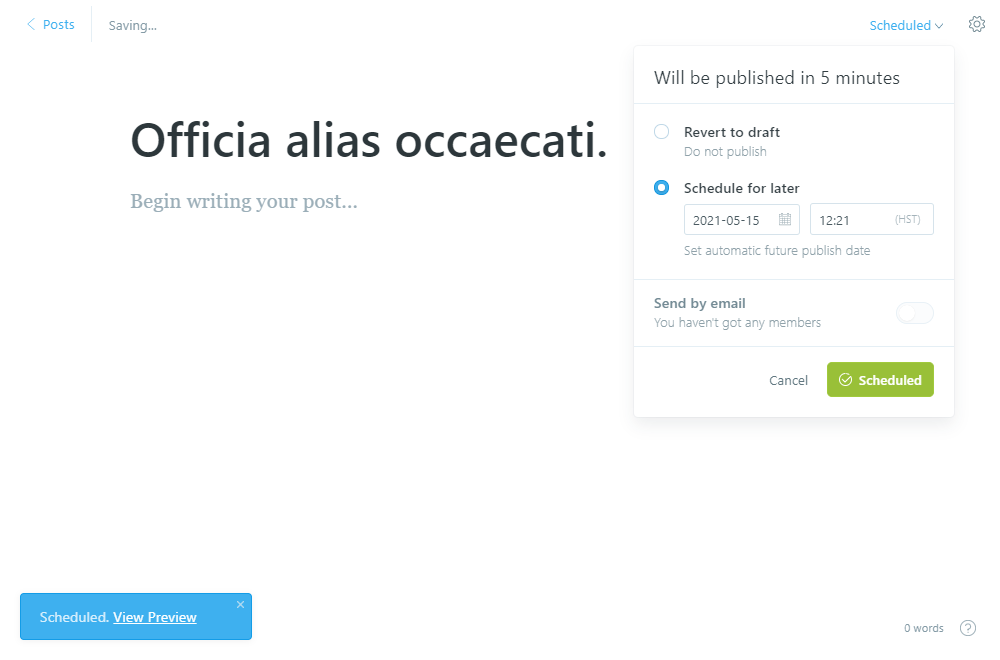 Posts
Saving...
Scheduled
Will be published in 5 minutes
Officia alias occaecati.
Begin writing your post...
Revert to draft
Do not publish
Schedule for later
2021-05-15
12:21 (HST)
Set automatic future publish date
Send by email
You haven't got any members
Cancel
Scheduled
Scheduled. View Preview
×
0 words
?